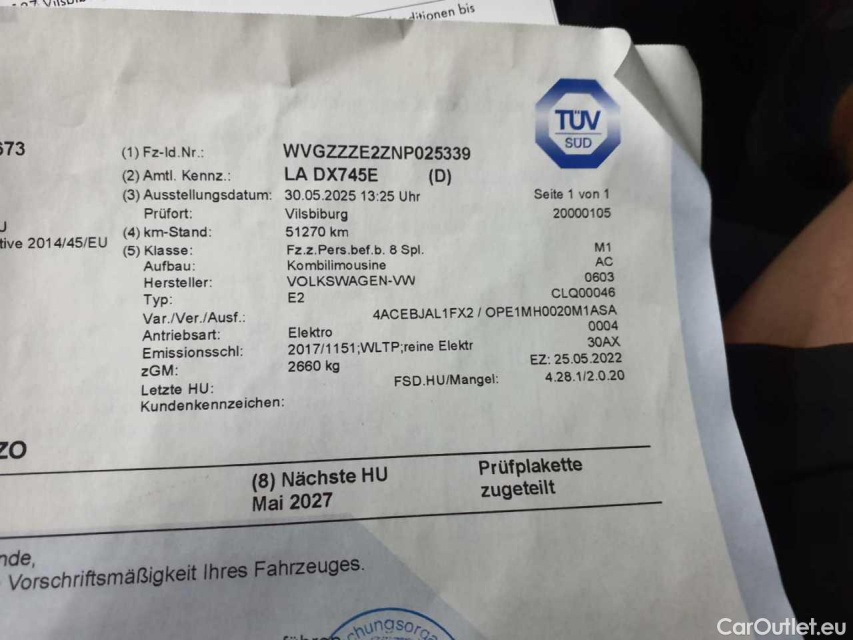 Vilsbi
ditionen bis
TÜV
SÜD
673
(1) Fz-Id.Nr.: WVGZZZE2ZNP025339
(2) Amtl. Kennz.: LA DX745E (D)
(3) Ausstellungsdatum: 30.05.2025 13:25 Uhr Seite 1 von 1
Prüfort: Vilsbiburg 20000105
(4) km-Stand: 51270 km
tive 2014/45/EU
(5) Klasse: Fz.z.Pers.bef.b. 8 Spl. M1
Aufbau: Kombilimousine AC
Hersteller: VOLKSWAGEN-VW 0603
Typ: E2 CLQ00046
Var./Ver./Ausf.: 4ACEBJAL1FX2 / OPE1MH0020M1ASA
Antriebsart: Elektro 0004
Emissionsschl: 2017/1151;WLTP;reine Elektr 30AX
zGM: 2660 kg EZ: 25.05.2022
Letzte HU: FSD.HU/Mangel: 4.28.1/2.0.20
Kundenkennzeichen:
ZO
(8) Nächste HU Prüfplakette
Mai 2027 zugeteilt
nde,
Vorschriftsmäßigkeit Ihres Fahrzeuges.
führen
chungsorga
CarOutlet.eu